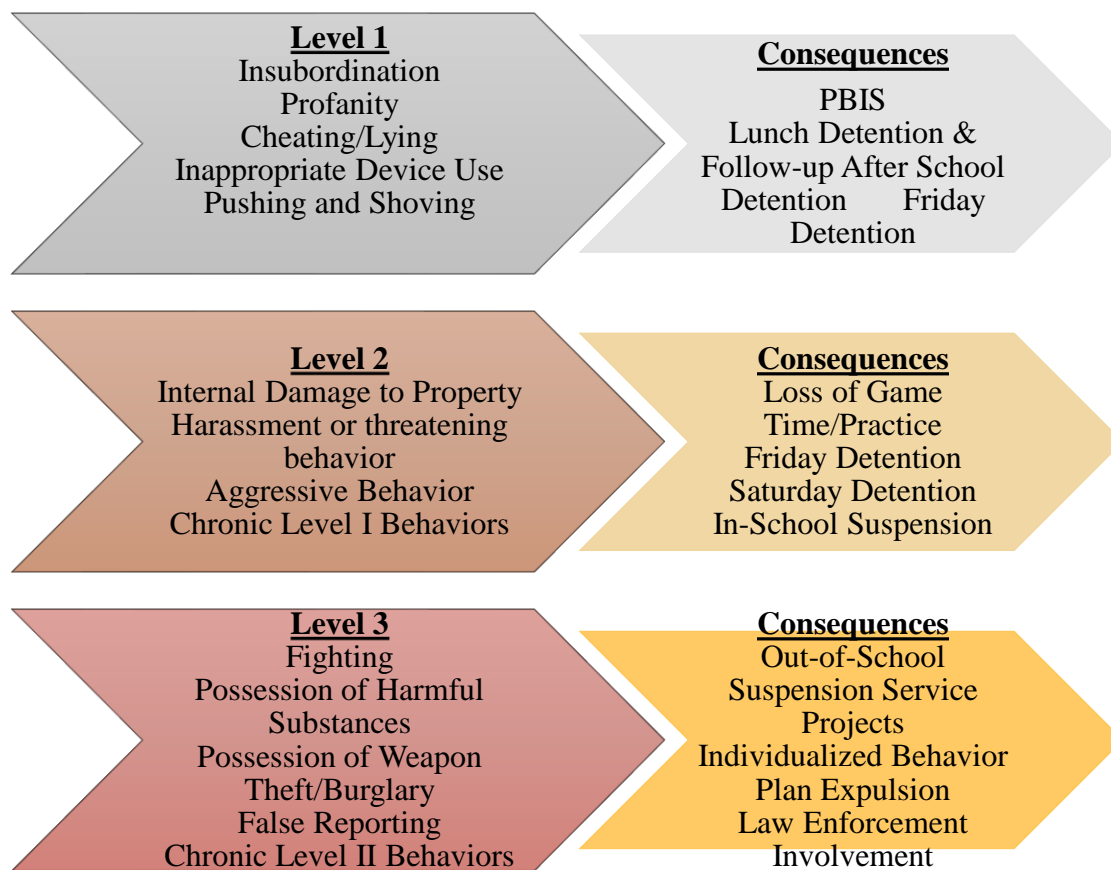 Level 1
Insubordination
Profanity
Cheating/Lying
Inappropriate Device Use
Pushing and Shoving
Consequences
PBIS
Lunch Detention &
Follow-up After School
Detention Friday
Detention
Level 2
Internal Damage to Property
Harassment or threatening
behavior
Aggressive Behavior
Chronic Level I Behaviors
Consequences
Loss of Game
Time/Practice
Friday Detention
Saturday Detention
In-School Suspension
Level 3
Fighting
Possession of Harmful
Substances
Possession of Weapon
Theft/Burglary
False Reporting
Chronic Level II Behaviors
Consequences
Out-of-School
Suspension Service
Projects
Individualized Behavior
Plan Expulsion
Law Enforcement
Involvement